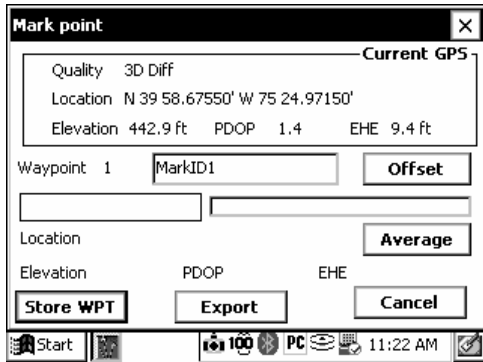 Mark point
Current GPS
Quality 3D Diff
Location N 39 58.67550' W 75 24.97150'
Elevation 442.9 ft PDOP 1.4 EHE 9.4 ft
Waypoint 1 MarkID1 Offset
Location Average
Elevation PDOP EHE
Store WPT Export Cancel
Start 100 PC 11:22 AM